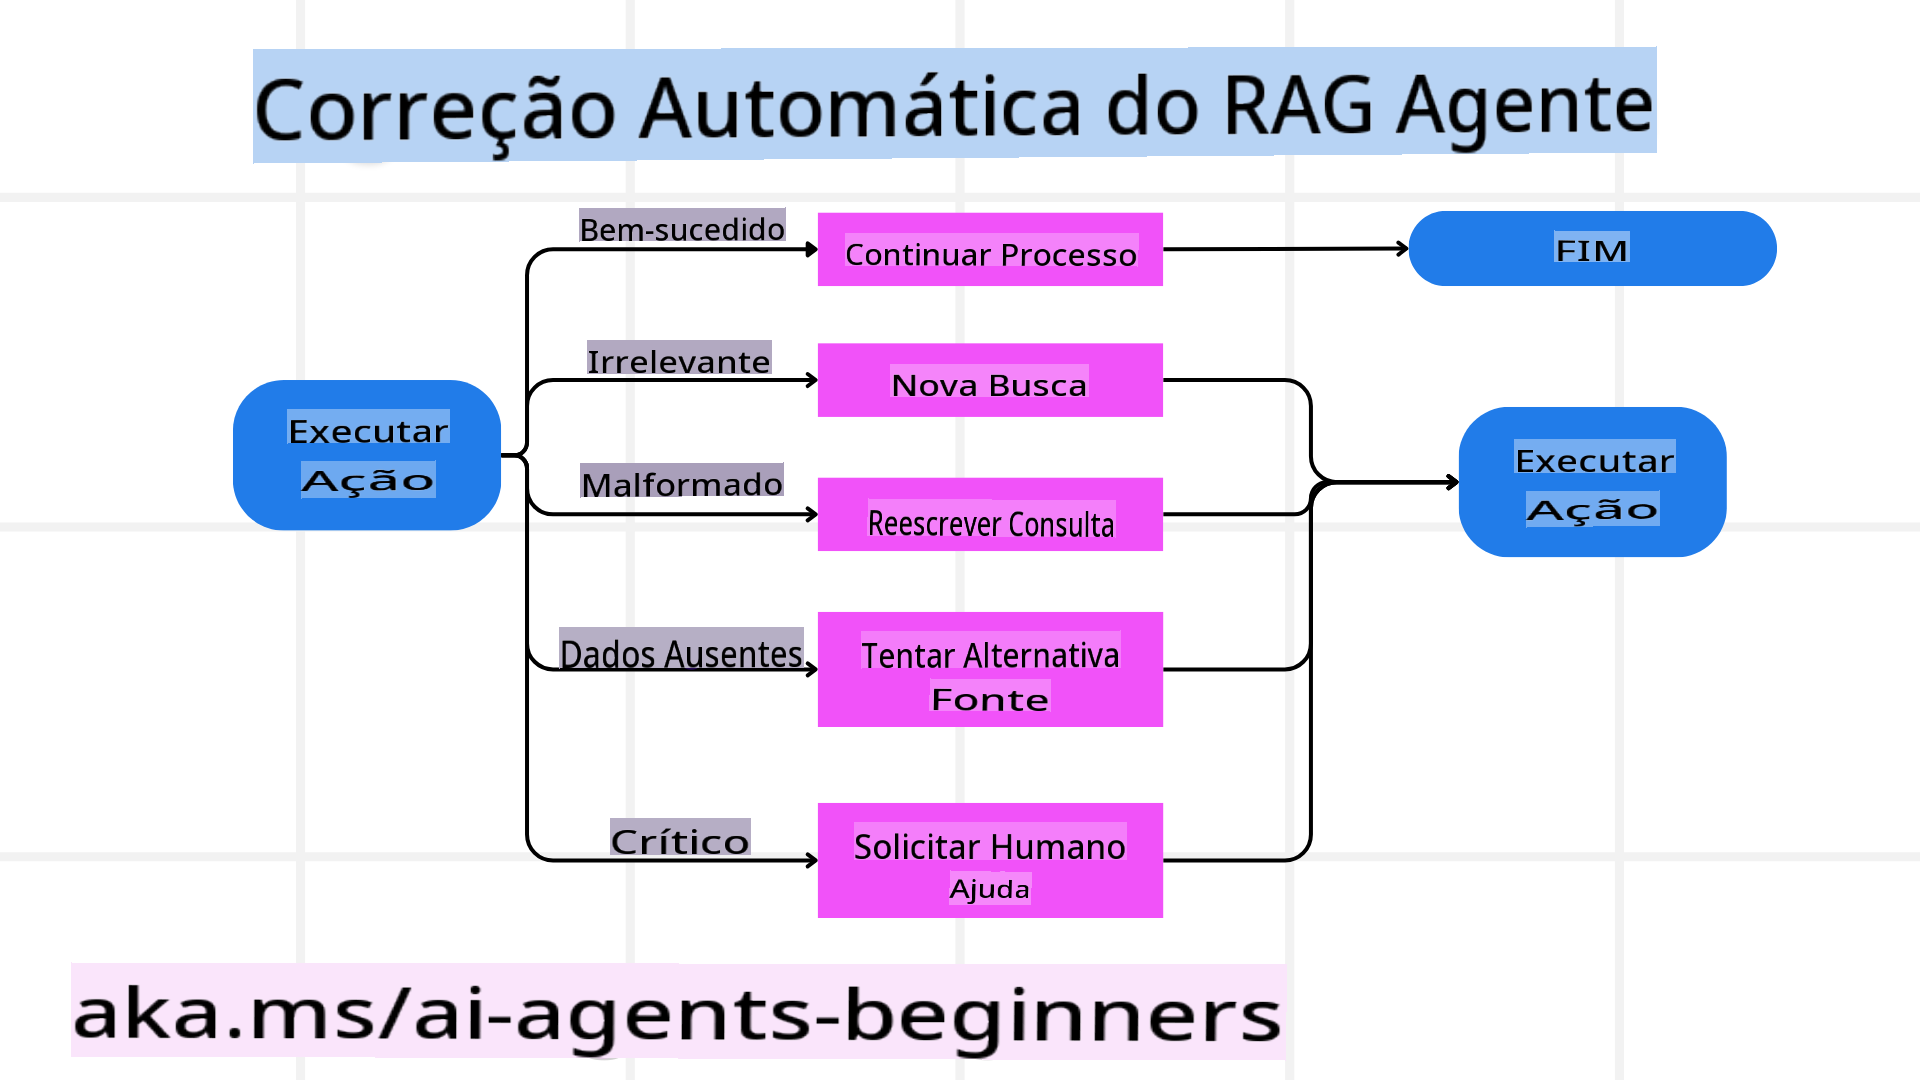 Correção Automática do RAG Agente
Bem-sucedido
Continuar Processo
FIM
Irrelevante
Nova Busca
Executar
Ação
Malformado
Reescrever Consulta
Executar
Ação
Dados Ausentes
Tentar Alternativa
Fonte
Crítico
Solicitar Humano
Ajuda
aka.ms/ai-agents-beginners